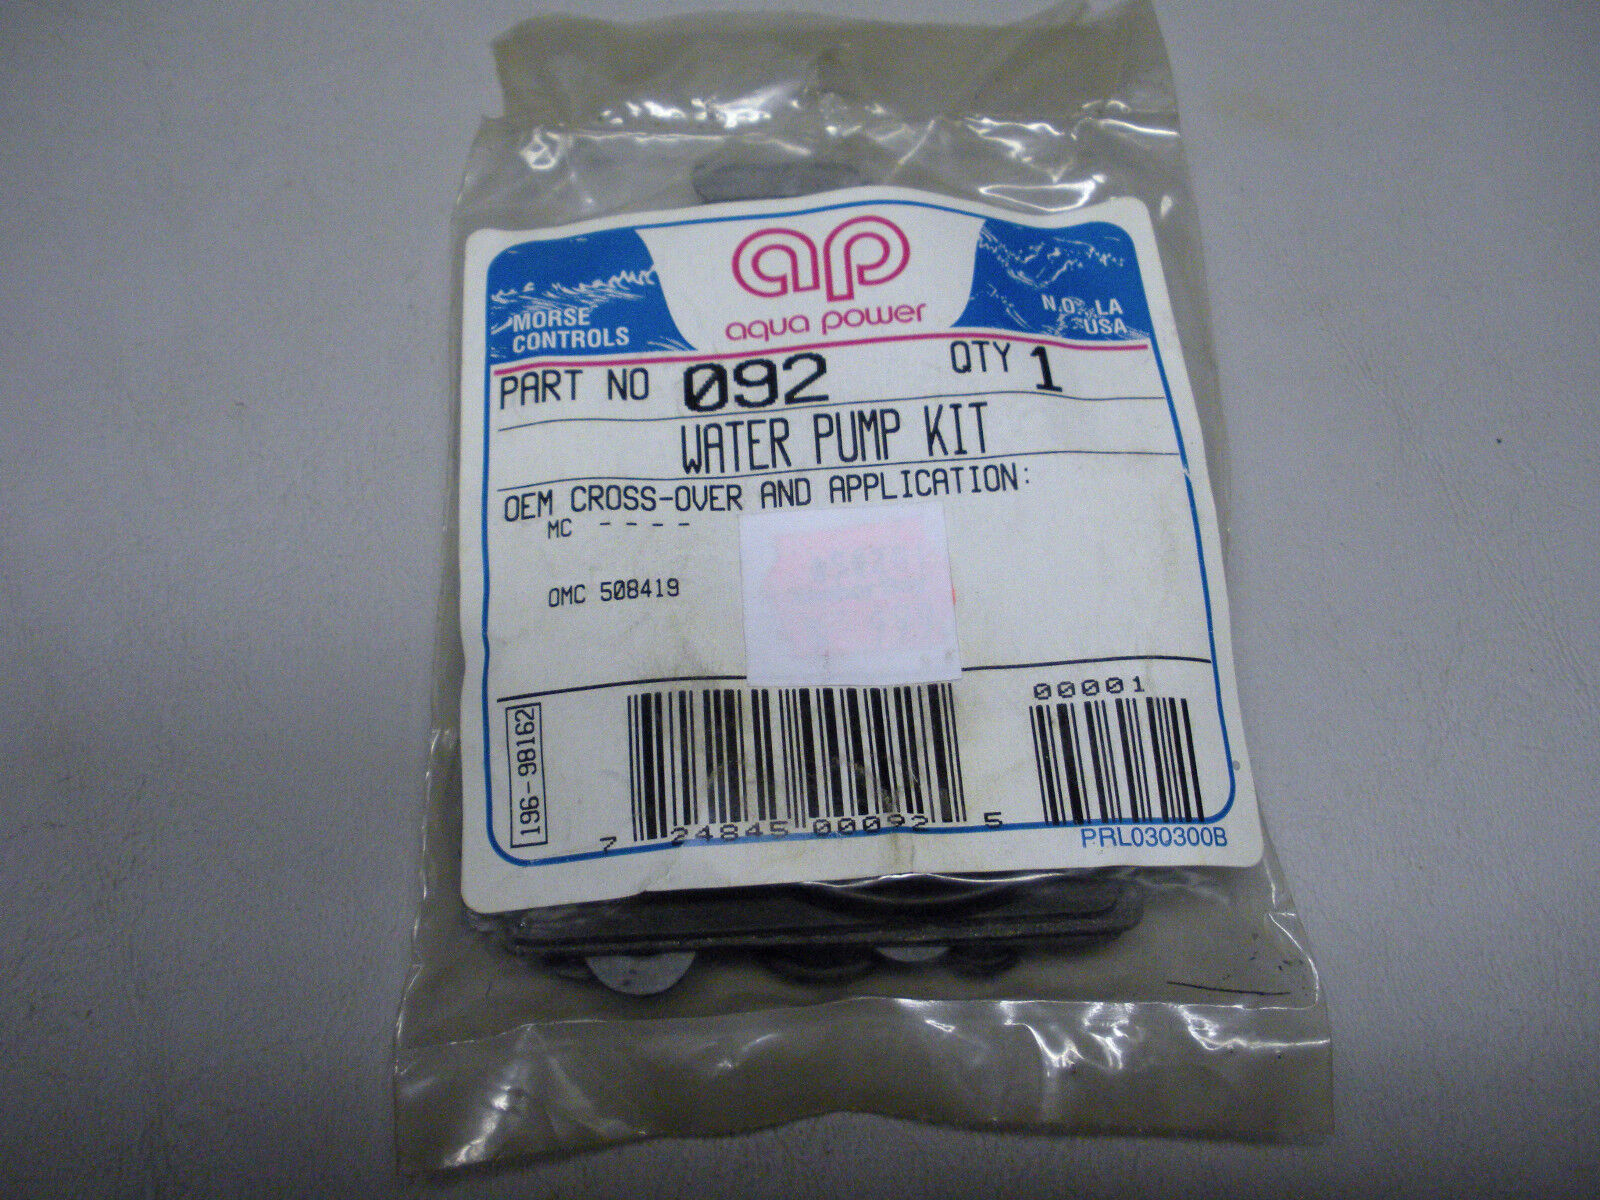 ap
aqua power
MORSE
CONTROLS
N.O., LA
USA
PART NO 092 QTY 1
WATER PUMP KIT
OEM CROSS-OVER AND APPLICATION:
MC - - - -
OMC 508419
196-98162
00001
7 24845 00092 5
PRL030300B